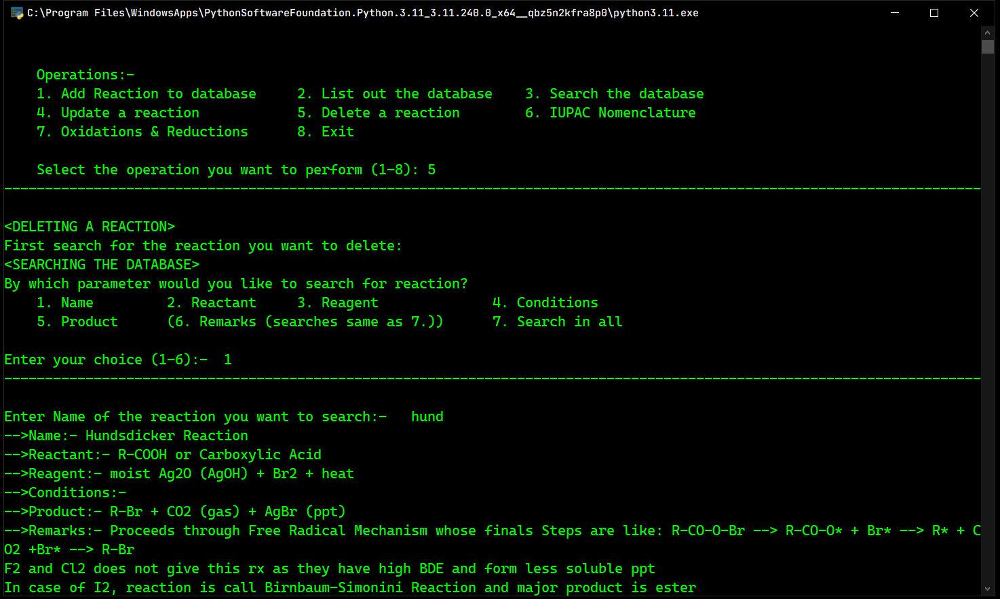 C:\Program Files\WindowsApps\PythonSoftwareFoundation.Python.3.11_3.11.240.0_x64__qbz5n2kfra8p0\python3.11.exe
Operations:-
1. Add Reaction to database 2. List out the database 3. Search the database
4. Update a reaction 5. Delete a reaction 6. IUPAC Nomenclature
7. Oxidations & Reductions 8. Exit
Select the operation you want to perform (1-8): 5
------------------------------------------------------------------------------------------------------------------------
<DELETING A REACTION>
First search for the reaction you want to delete:
<SEARCHING THE DATABASE>
By which parameter would you like to search for reaction?
1. Name 2. Reactant 3. Reagent 4. Conditions
5. Product (6. Remarks (searches same as 7.)) 7. Search in all
Enter your choice (1-6):- 1
------------------------------------------------------------------------------------------------------------------------
Enter Name of the reaction you want to search:- hund
-->Name:- Hundsdicker Reaction
-->Reactant:- R-COOH or Carboxylic Acid
-->Reagent:- moist Ag2O (AgOH) + Br2 + heat
-->Conditions:-
-->Product:- R-Br + CO2 (gas) + AgBr (ppt)
-->Remarks:- Proceeds through Free Radical Mechanism whose finals Steps are like: R-CO-O-Br --> R-CO-O* + Br* --> R* + C
O2 +Br* --> R-Br
F2 and Cl2 does not give this rx as they have high BDE and form less soluble ppt
In case of I2, reaction is call Birnbaum-Simonini Reaction and major product is ester